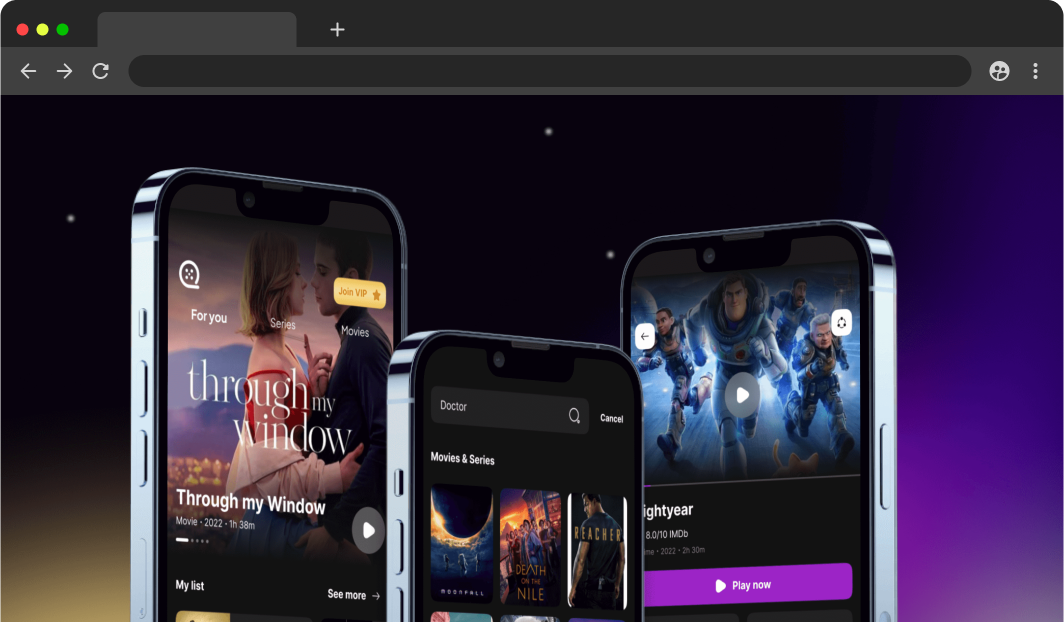 Join VIP
For you
Series
Movies
through my
window
Through my Window
Movie • 2022 • 1h 38m
My list
See more →
Doctor
Cancel
Movies & Series
MOONFALL
DEATH
ON THE
NILE
REACHER
ightyear
8.0/10 IMDb
me • 2022 • 2h 30m
Play now